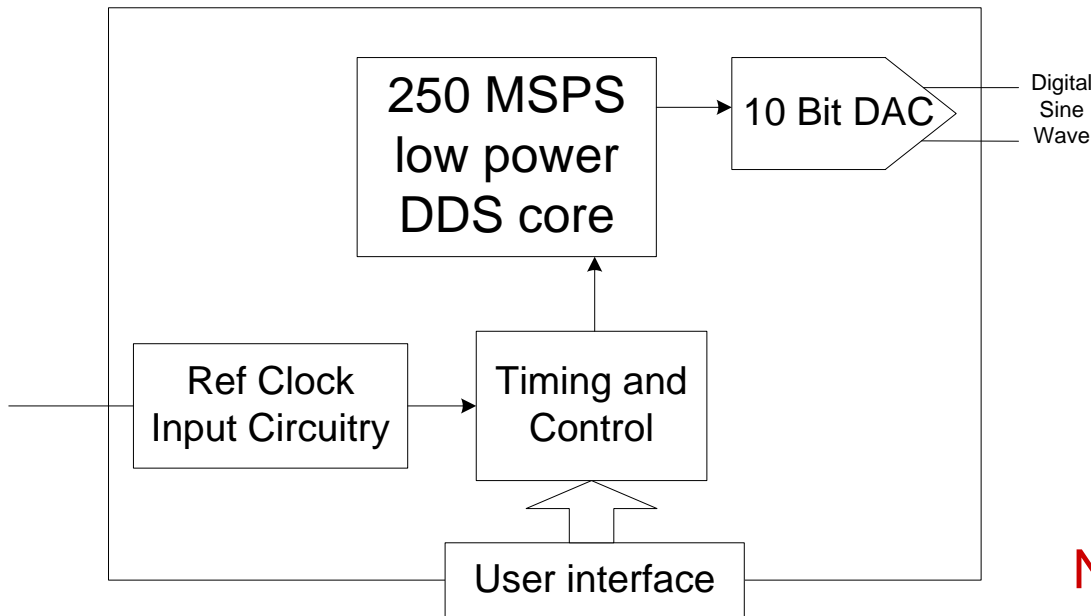 250 MSPS
low power
DDS core
10 Bit DAC
Digital
Sine
Wave
Ref Clock
Input Circuitry
Timing and
Control
User interface
N